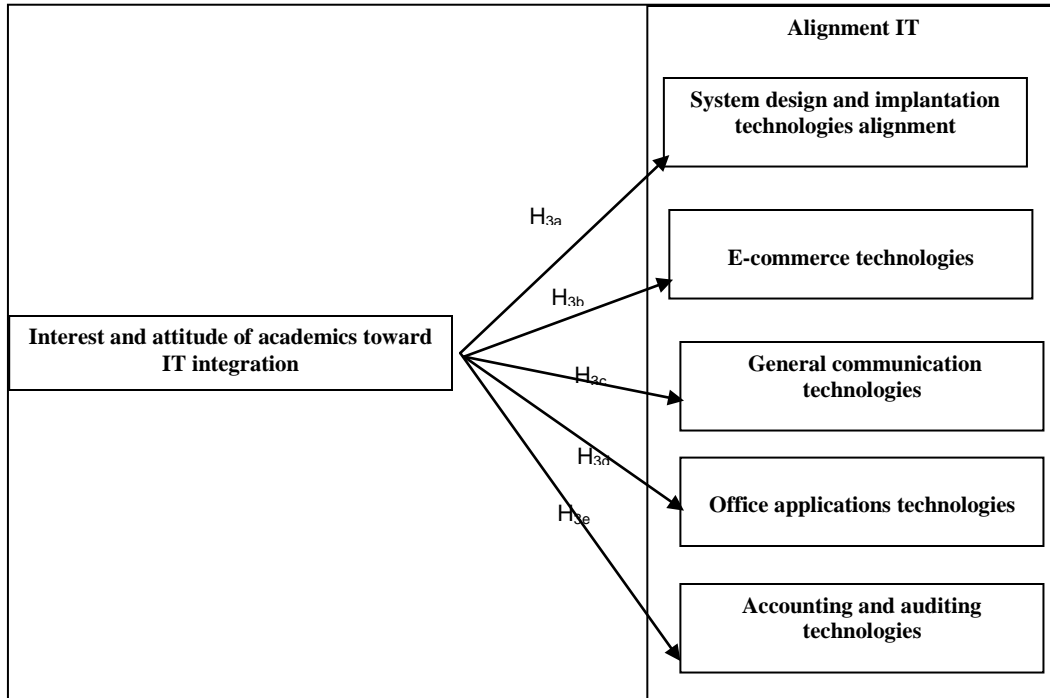 Alignment IT
System design and implantation
technologies alignment
H3a
E-commerce technologies
H3b
Interest and attitude of academics toward
IT integration
General communication
technologies
H3c
H3d
Office applications technologies
H3e
Accounting and auditing
technologies